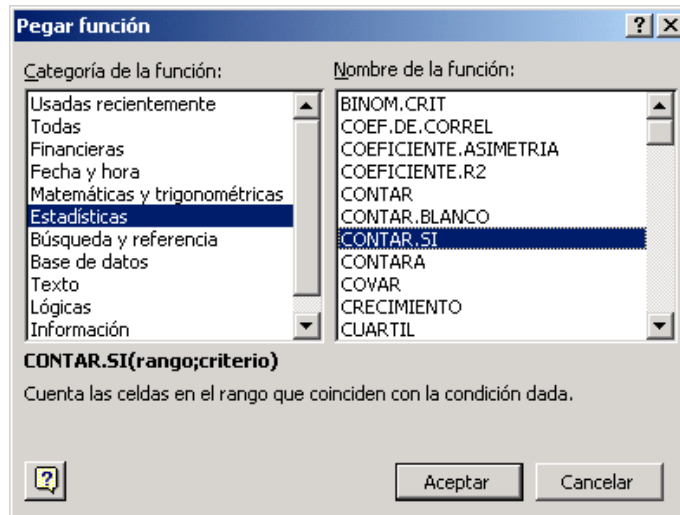 Pegar función
Categoría de la función:
Usadas recientemente
Todas
Financieras
Fecha y hora
Matemáticas y trigonométricas
Estadísticas
Búsqueda y referencia
Base de datos
Texto
Lógicas
Información
Nombre de la función:
BINOM.CRIT
COEF.DE.CORREL
COEFICIENTE.ASIMETRIA
COEFICIENTE.R2
CONTAR
CONTAR.BLANCO
CONTAR.SI
CONTARA
COVAR
CRECIMIENTO
CUARTIL
CONTAR.SI(rango;criterio)
Cuenta las celdas en el rango que coinciden con la condición dada.
Aceptar
Cancelar